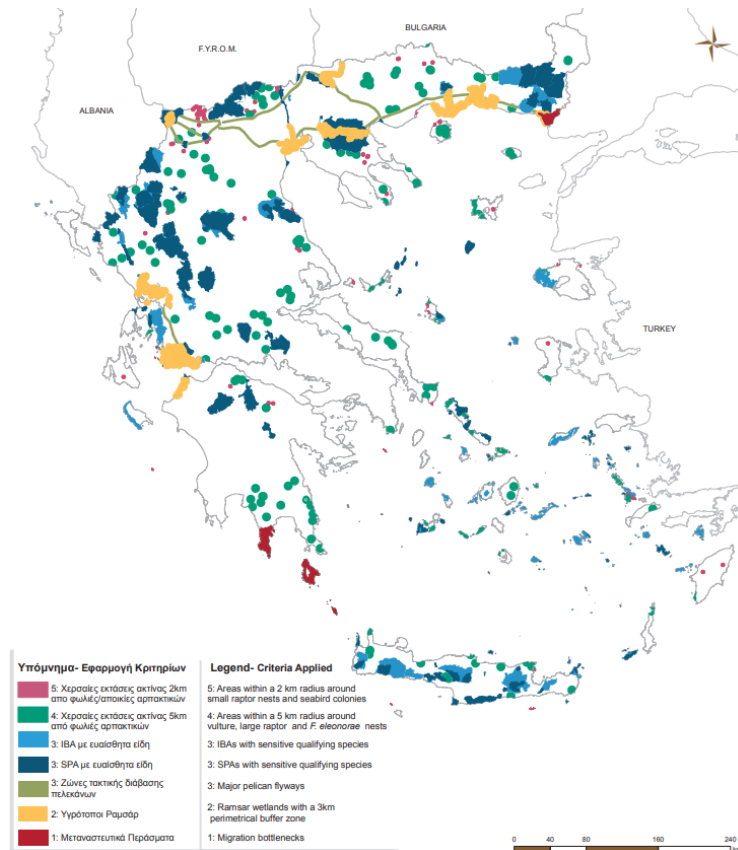 BULGARIA
F.Y.R.O.M.
ALBANIA
TURKEY
Υπόμνημα- Εφαρμογή Κριτηρίων
Legend- Criteria Applied
5: Χερσαίες εκτάσεις ακτίνας 2km
από φωλιές/αποικίες αρπακτικών
5: Areas within a 2 km radius around
small raptor nests and seabird colonies
4: Χερσαίες εκτάσεις ακτίνας 5km
από φωλιές αρπακτικών
4: Areas within a 5 km radius around
vulture, large raptor and F. eleonorae nests
3: IBA με ευαίσθητα είδη
3: IBAs with sensitive qualifying species
3: SPA με ευαίσθητα είδη
3: SPAs with sensitive qualifying species
3: Ζώνες τακτικής διάβασης
πελεκάνων
3: Major pelican flyways
2: Υγρότοποι Ραμσάρ
2: Ramsar wetlands with a 3km
perimetrical buffer zone
1: Μεταναστευτικά Περάσματα
1: Migration bottlenecks
0 40 80 160 240